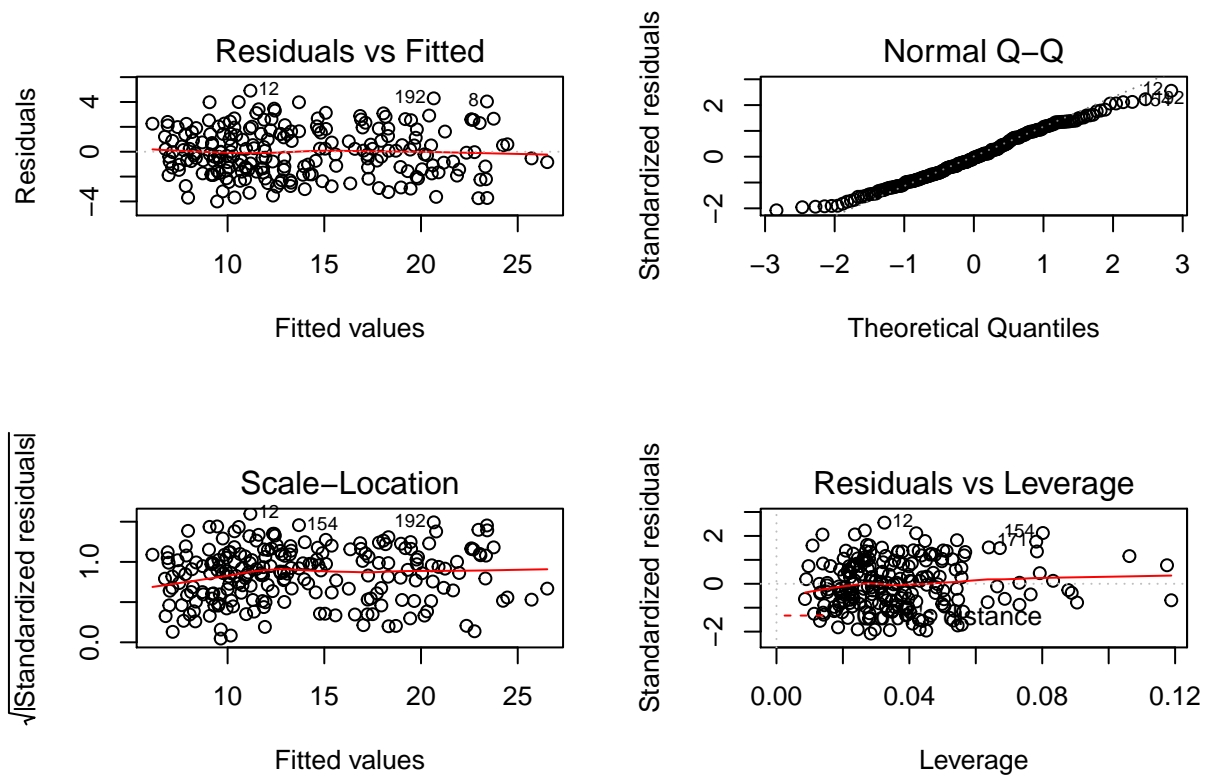 Residuals vs Fitted
Residuals
4
0
−4
12
192
8
10 15 20 25
Fitted values
Normal Q−Q
Standardized residuals
2
0
−2
−3 −2 −1 0 1 2 3
Theoretical Quantiles
Scale−Location
√|Standardized residuals|
1.0
0.0
12
154
192
10 15 20 25
Fitted values
Residuals vs Leverage
Standardized residuals
2
0
−2
12
154
171
stance
0.00 0.04 0.08 0.12
Leverage